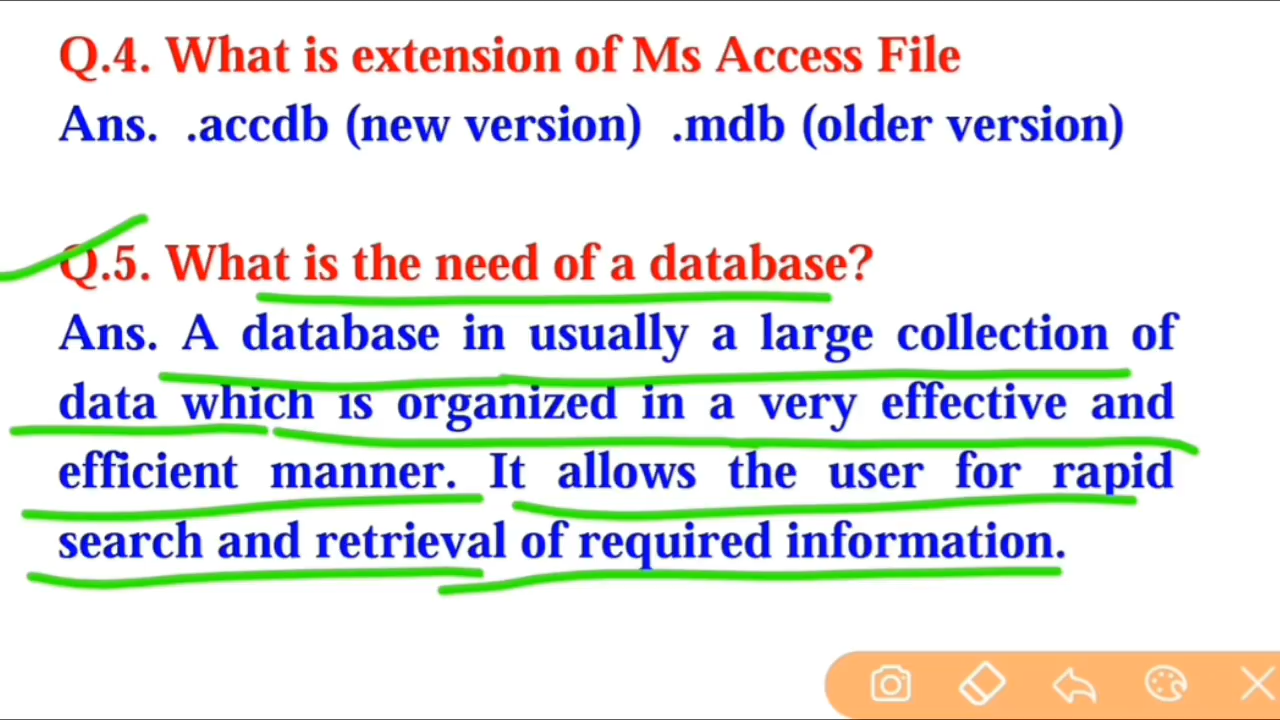 Q.4. What is extension of Ms Access File
Ans. .accdb (new version) .mdb (older version)
Q.5. What is the need of a database?
Ans. A database in usually a large collection of
data which is organized in a very effective and
efficient manner. It allows the user for rapid
search and retrieval of required information.